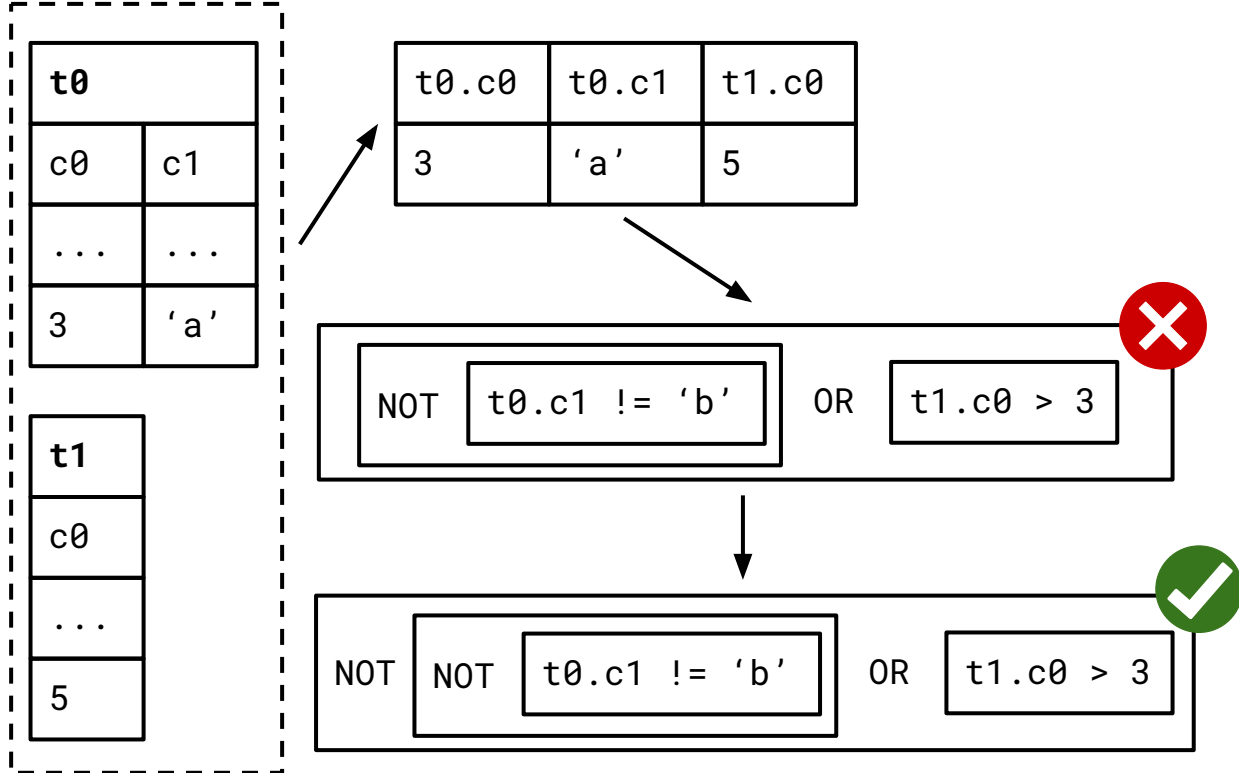 t0
c0 c1
... ...
3 ‘a’
t1
c0
...
5
t0.c0 t0.c1 t1.c0
3 ‘a’ 5
NOT t0.c1 != ‘b’ OR t1.c0 > 3
NOT NOT t0.c1 != ‘b’ OR t1.c0 > 3